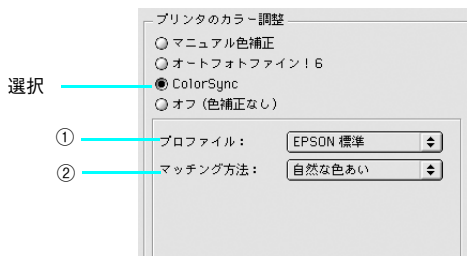 プリンタのカラー調整
マニュアル色補正
オートフォトファイン!6
選択 ColorSync
オフ(色補正なし)
① プロファイル: EPSON 標準
② マッチング方法: 自然な色あい